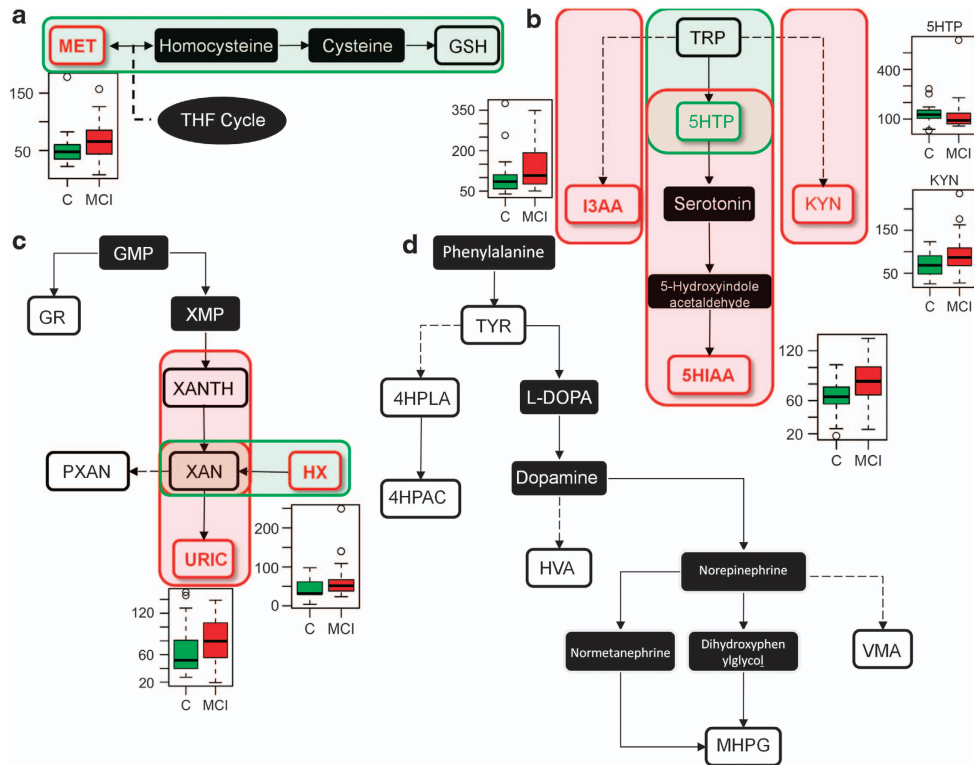 a
MET
Homocysteine
Cysteine
GSH
THF Cycle
150
50
C MCI
b
TRP
5HTP
I3AA
Serotonin
KYN
5-Hydroxyindole
acetaldehyde
5HIAA
350
200
50
C MCI
5HTP
400
100
C MCI
KYN
150
50
C MCI
120
60
20
C MCI
c
GMP
GR
XMP
XANTH
PXAN
XAN
HX
URIC
200
100
0
C MCI
120
60
20
C MCI
d
Phenylalanine
TYR
4HPLA
L-DOPA
4HPAC
Dopamine
HVA
Norepinephrine
Normetanephrine
Dihydroxyphen
ylglycol
VMA
MHPG